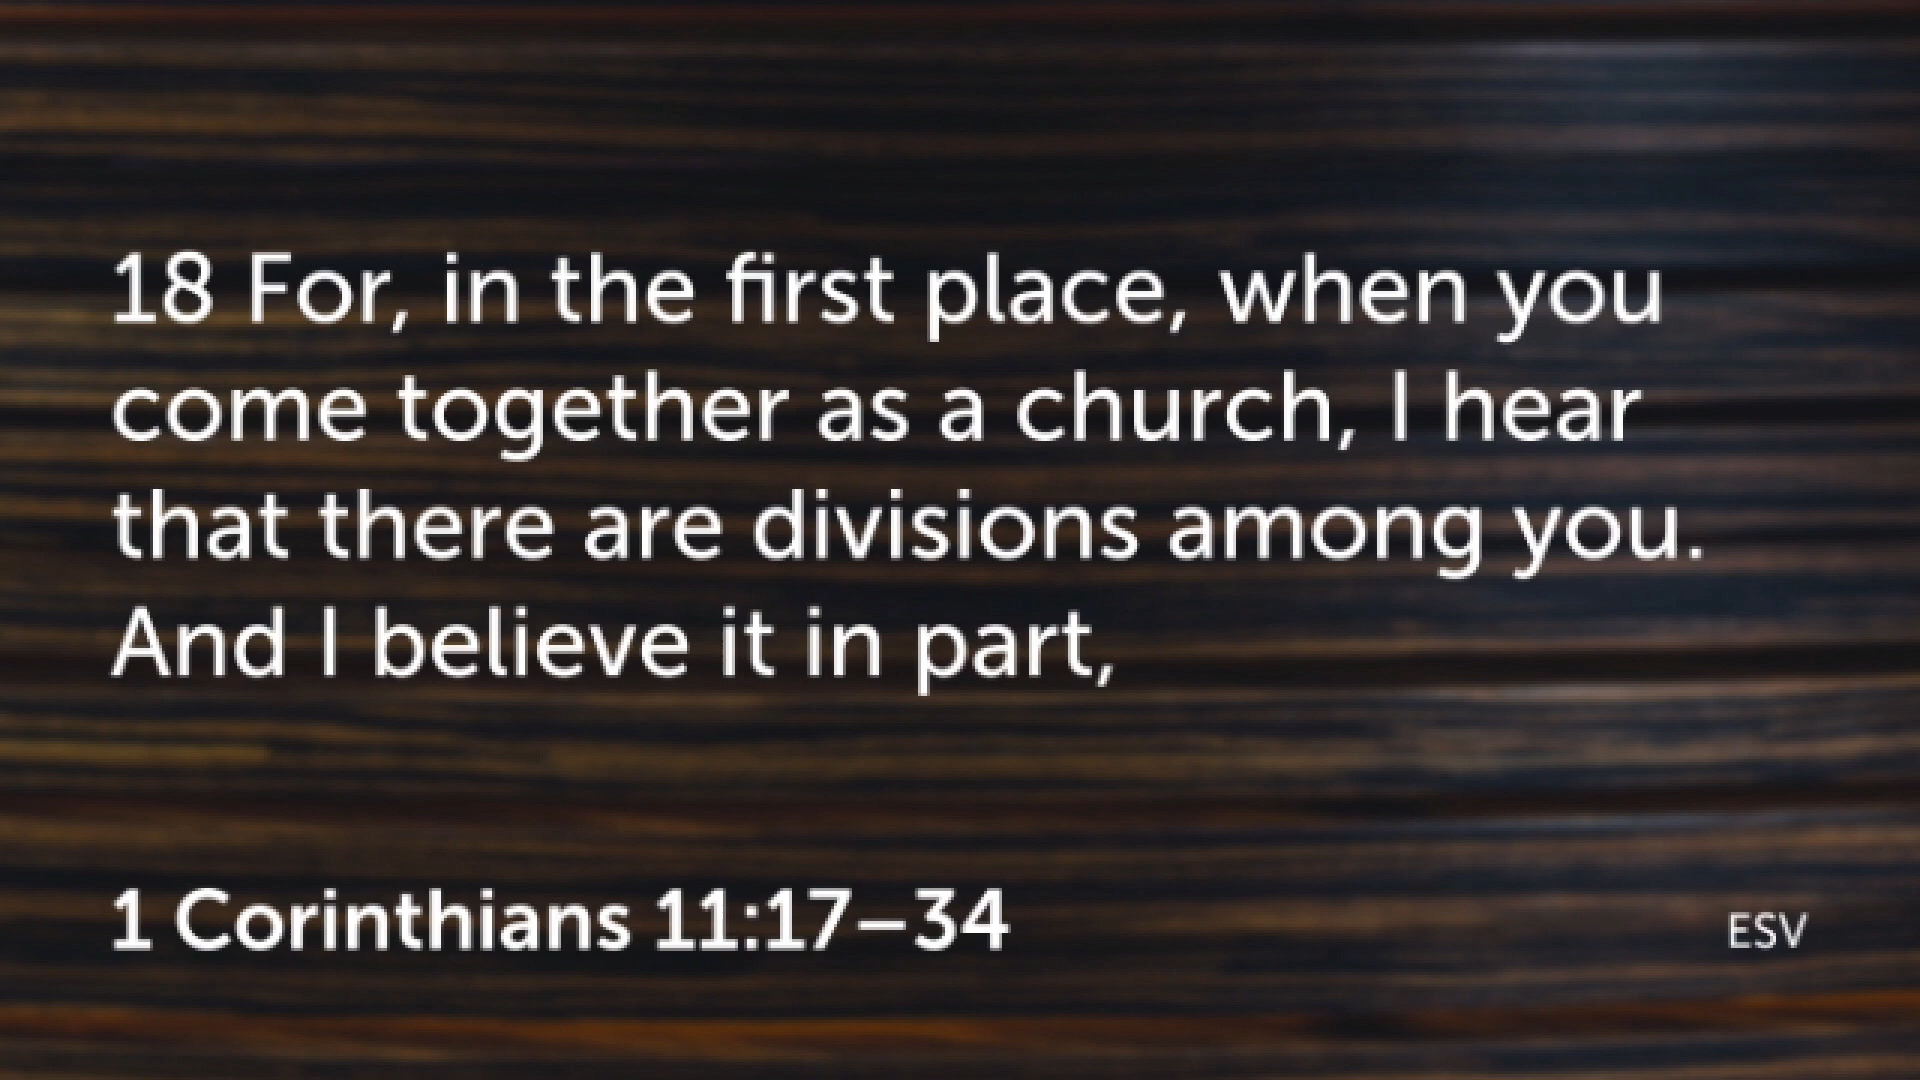 18 For, in the first place, when you
come together as a church, I hear
that there are divisions among you.
And I believe it in part,
1 Corinthians 11:17–34
ESV